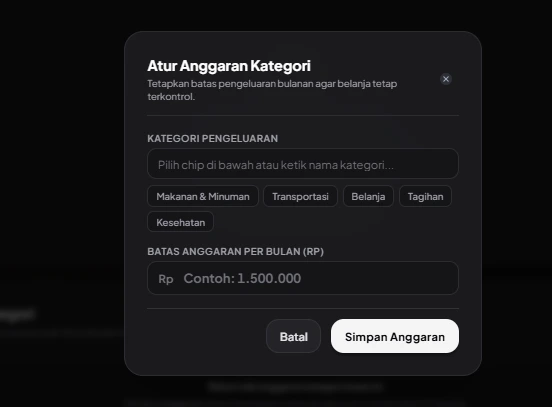 Atur Anggaran Kategori
Tetapkan batas pengeluaran bulanan agar belanja tetap
terkontrol.
KATEGORI PENGELUARAN
Pilih chip di bawah atau ketik nama kategori...
Makanan & Minuman Transportasi Belanja Tagihan
Kesehatan
BATAS ANGGARAN PER BULAN (RP)
Rp Contoh: 1.500.000
Batal Simpan Anggaran